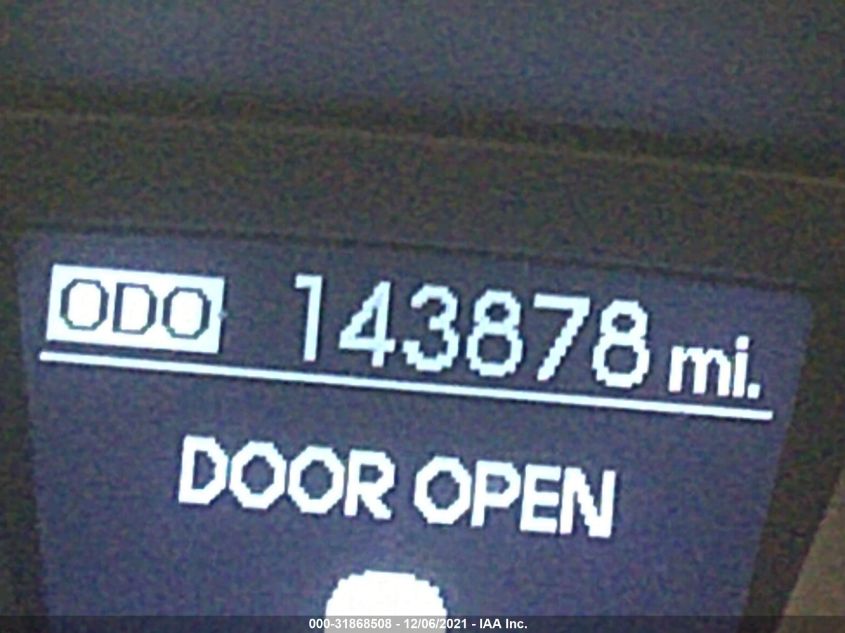 ODO 143878 mi.
DOOR OPEN
000-31868508 - 12/06/2021 - IAA Inc.